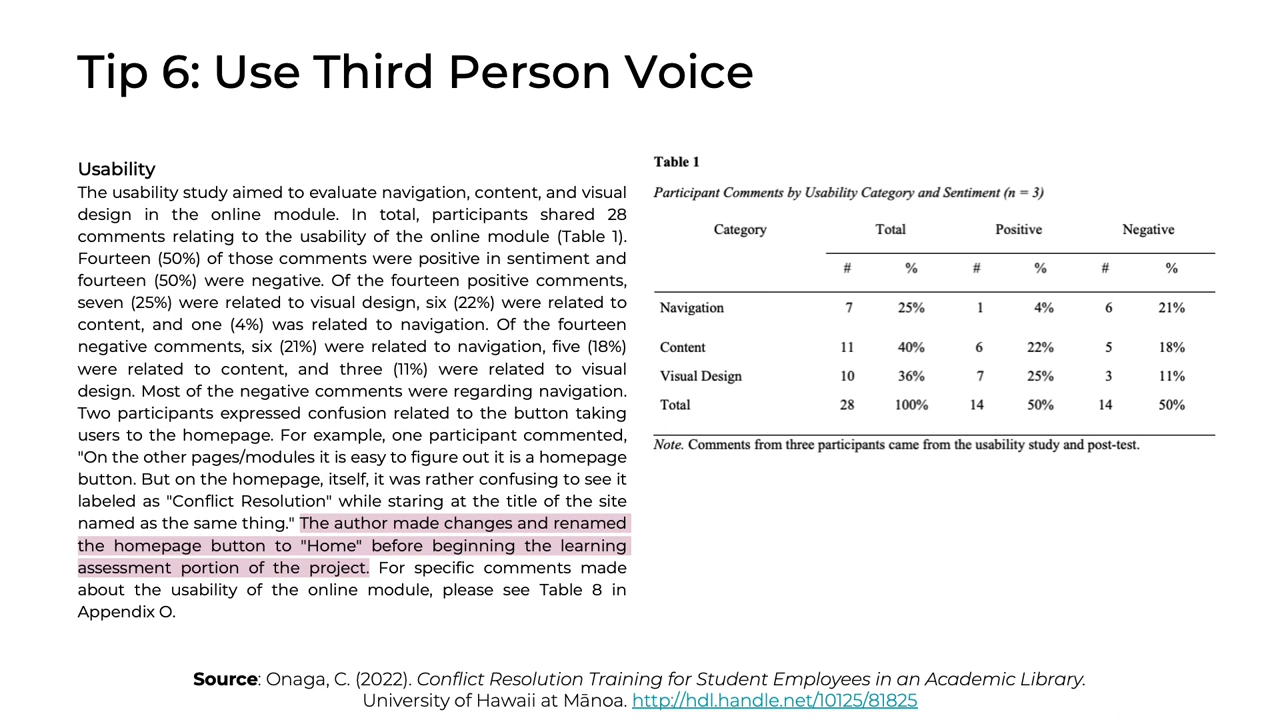 Tip 6: Use Third Person Voice
Usability
The usability study aimed to evaluate navigation, content, and visual
design in the online module. In total, participants shared 28
comments relating to the usability of the online module (Table 1).
Fourteen (50%) of those comments were positive in sentiment and
fourteen (50%) were negative. Of the fourteen positive comments,
seven (25%) were related to visual design, six (22%) were related to
content, and one (4%) was related to navigation. Of the fourteen
negative comments, six (21%) were related to navigation, five (18%)
were related to content, and three (11%) were related to visual
design. Most of the negative comments were regarding navigation.
Two participants expressed confusion related to the button taking
users to the homepage. For example, one participant commented,
"On the other pages/modules it is easy to figure out it is a homepage
button. But on the homepage, itself, it was rather confusing to see it
labeled as "Conflict Resolution" while staring at the title of the site
named as the same thing." The author made changes and renamed
the homepage button to "Home" before beginning the learning
assessment portion of the project. For specific comments made
about the usability of the online module, please see Table 8 in
Appendix O.
Table 1
Participant Comments by Usability Category and Sentiment (n = 3)
Category Total Positive Negative
# % # % # %
Navigation 7 25% 1 4% 6 21%
Content 11 40% 6 22% 5 18%
Visual Design 10 36% 7 25% 3 11%
Total 28 100% 14 50% 14 50%
Note. Comments from three participants came from the usability study and post-test.
Source: Onaga, C. (2022). Conflict Resolution Training for Student Employees in an Academic Library.
University of Hawaii at Mānoa. http://hdl.handle.net/10125/81825